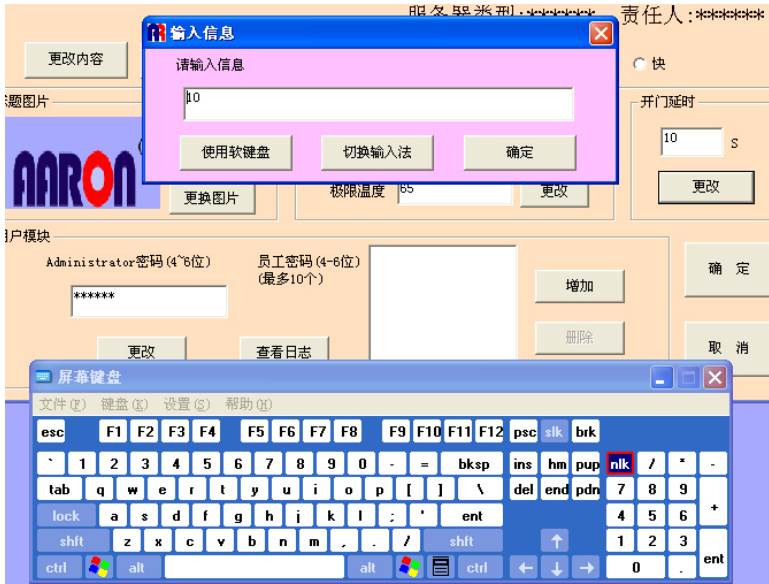 服务器类型:****** 责任人:******
输入信息
更改内容
请输入信息
快
标题图片
开门延时
10
使用软键盘 切换输入法 确定
10 S
AARON
更换图片
极限温度 65 更改
更改
用户模块
Administrator密码(4~6位)
员工密码(4-6位)
(最多10个)
******
增加
确 定
删除
更改 查看日志
取 消
屏幕键盘
文件(F) 键盘(K) 设置(S) 帮助(H)
esc F1 F2 F3 F4 F5 F6 F7 F8 F9 F10 F11 F12 psc slk brk
` 1 2 3 4 5 6 7 8 9 0 - = bksp ins hm pup nlk / * -
tab q w e r t y u i o p [ ] \ del end pdn 7 8 9 +
lock a s d f g h j k l ; ' ent 4 5 6
shft z x c v b n m , . / shft ↑ 1 2 3 ent
ctrl alt alt ctrl ← ↓ → 0 .